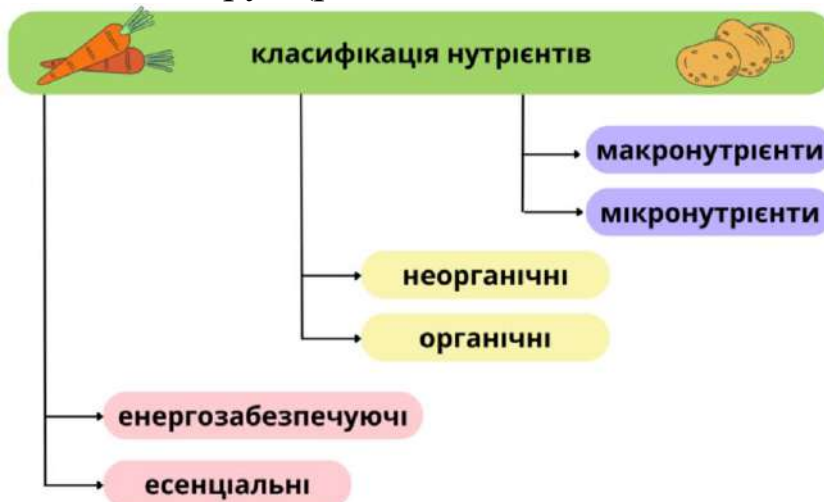 класифікація нутрієнтів
макронутрієнти
мікронутрієнти
неорганічні
органічні
енергозабезпечуючі
есенціальні